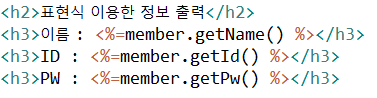 <h2>표현식 이용한 정보 출력</h2>
<h3>이름 : <%=member.getName() %></h3>
<h3>ID : <%=member.getId() %></h3>
<h3>PW : <%=member.getPw() %></h3>